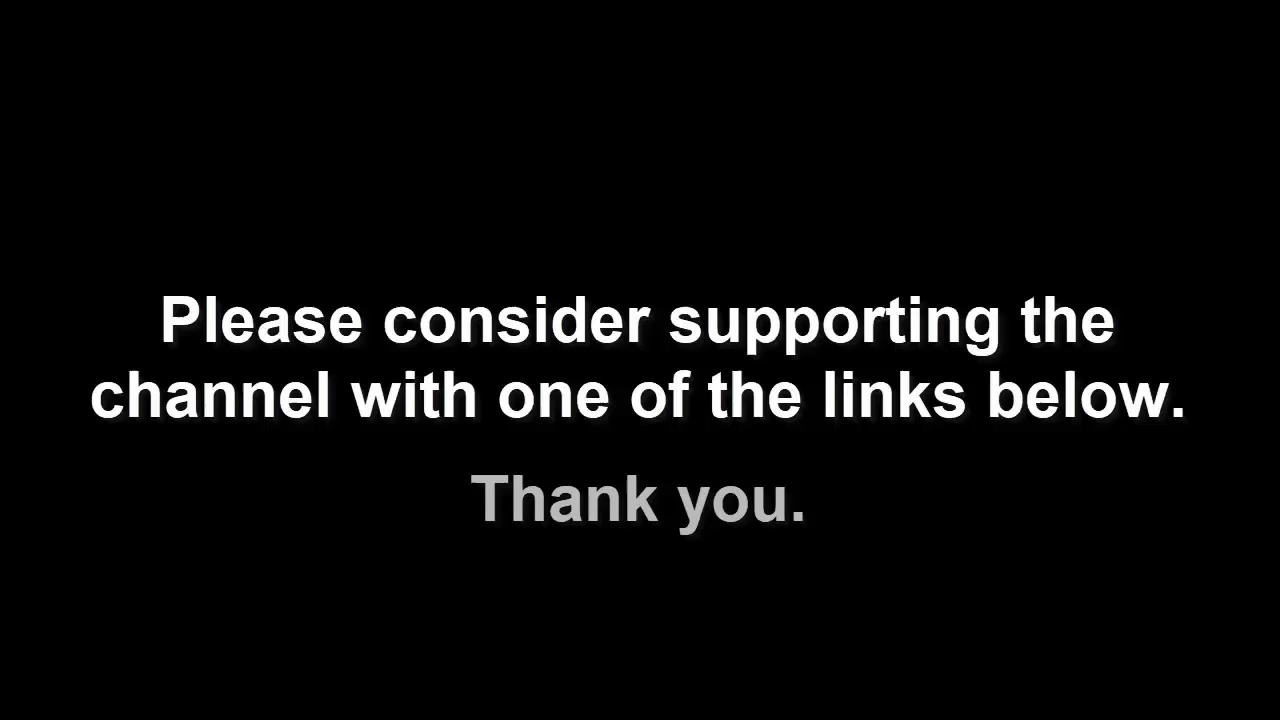 Please consider supporting the
channel with one of the links below.
Thank you.